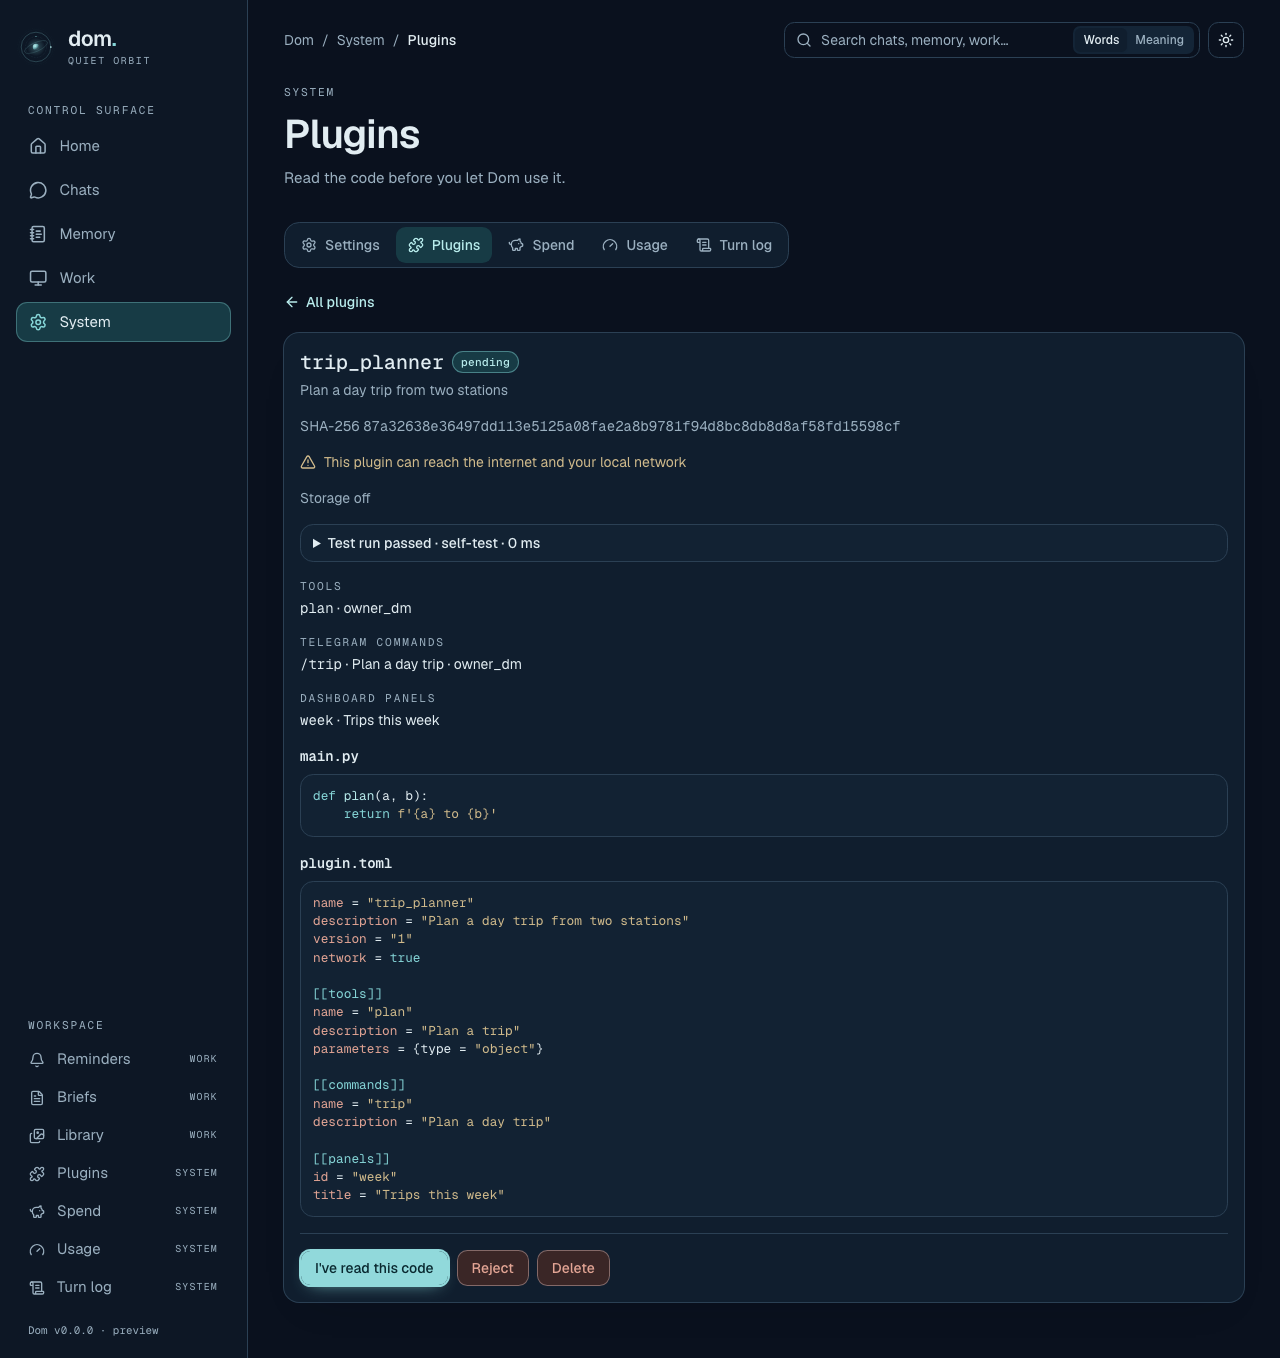 dom.
QUIET ORBIT
CONTROL SURFACE
Home
Chats
Memory
Work
System
WORKSPACE
Reminders WORK
Briefs WORK
Library WORK
Plugins SYSTEM
Spend SYSTEM
Usage SYSTEM
Turn log SYSTEM
Dom v0.0.0 · preview
Dom / System / Plugins
Search chats, memory, work…
Words Meaning
SYSTEM
Plugins
Read the code before you let Dom use it.
Settings Plugins Spend Usage Turn log
← All plugins
trip_planner pending
Plan a day trip from two stations
SHA-256 87a32638e36497dd113e5125a08fae2a8b9781f94d8bc8db8d8af58fd15598cf
This plugin can reach the internet and your local network
Storage off
▶ Test run passed · self-test · 0 ms
TOOLS
plan · owner_dm
TELEGRAM COMMANDS
/trip · Plan a day trip · owner_dm
DASHBOARD PANELS
week · Trips this week
main.py
def plan(a, b):
    return f'{a} to {b}'
plugin.toml
name = "trip_planner"
description = "Plan a day trip from two stations"
version = "1"
network = true
[[tools]]
name = "plan"
description = "Plan a trip"
parameters = {type = "object"}
[[commands]]
name = "trip"
description = "Plan a day trip"
[[panels]]
id = "week"
title = "Trips this week"
I've read this code Reject Delete